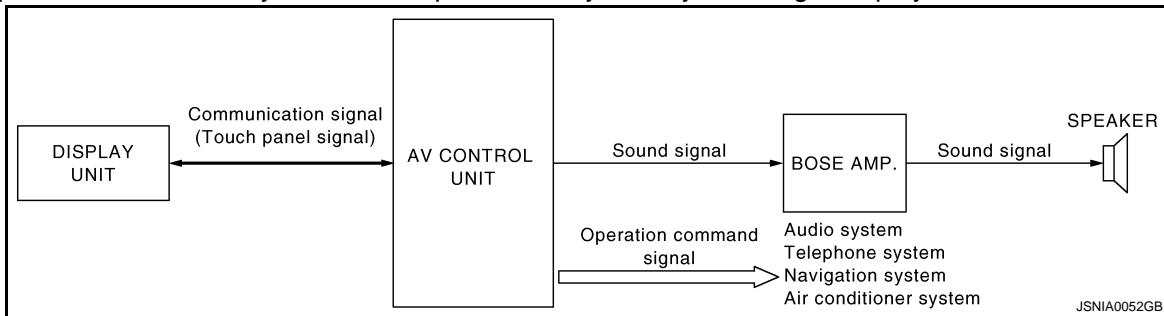 DISPLAY
UNIT
Communication signal
(Touch panel signal)
AV CONTROL
UNIT
Sound signal
BOSE AMP.
Sound signal
SPEAKER
Operation command
signal
Audio system
Telephone system
Navigation system
Air conditioner system
JSNIA0052GB